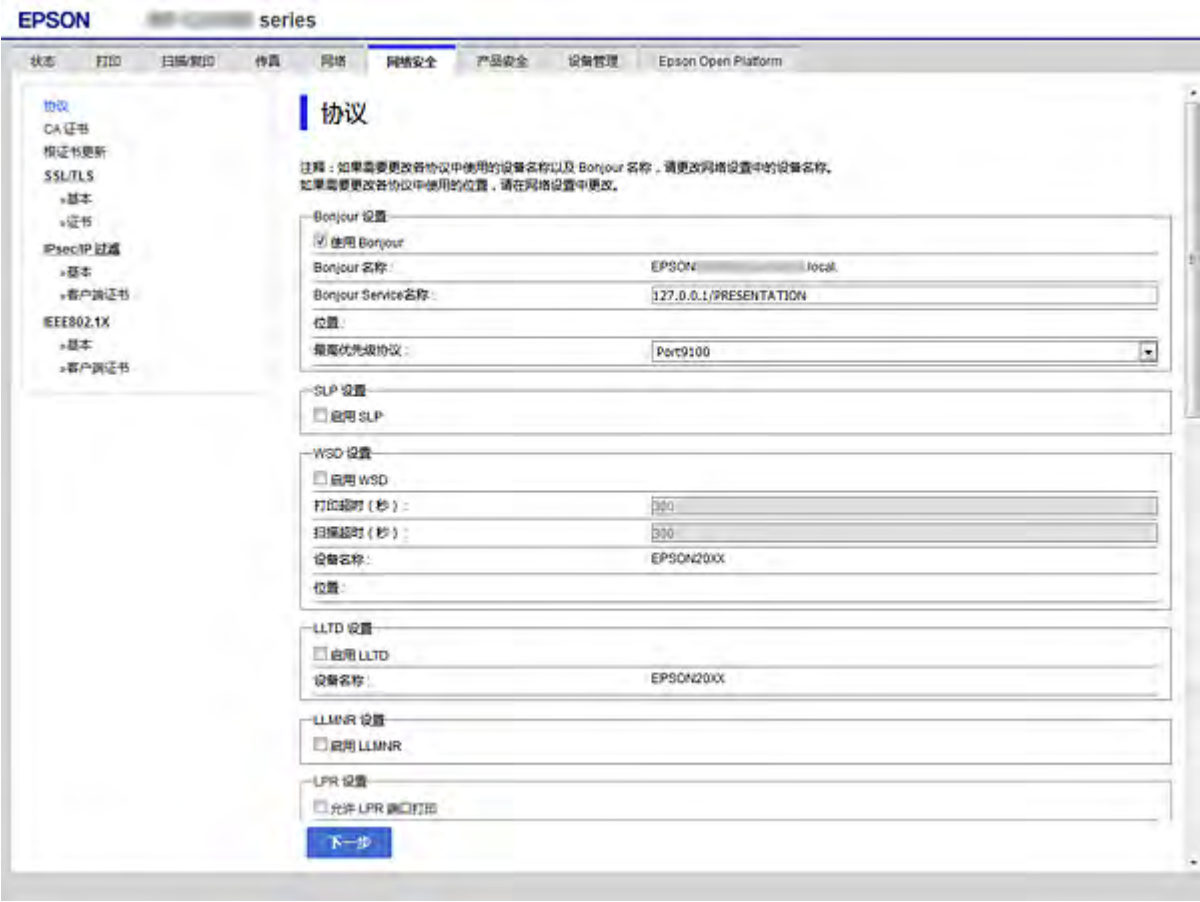 EPSON series
状态 打印 扫描/复印 传真 网络 网络安全 产品安全 设备管理 Epson Open Platform
协议
CA 证书
根证书更新
SSL/TLS
»基本
»证书
IPsec/IP 过滤
»基本
»客户端证书
IEEE802.1X
»基本
»客户端证书
协议
注释：如果需要更改各协议中使用的设备名称以及 Bonjour 名称，请更改网络设置中的设备名称。
如果需要更改各协议中使用的位置，请在网络设置中更改。
Bonjour 设置
使用 Bonjour
Bonjour 名称 : EPSON .local.
Bonjour Service名称 : 127.0.0.1/PRESENTATION
位置 :
最高优先级协议 : Port9100
SLP 设置
启用 SLP
WSD 设置
启用 WSD
打印超时（秒） : 300
扫描超时（秒） : 300
设备名称 : EPSON20XX
位置 :
LLTD 设置
启用 LLTD
设备名称 : EPSON20XX
LLMNR 设置
启用 LLMNR
LPR 设置
允许 LPR 端口打印
下一步